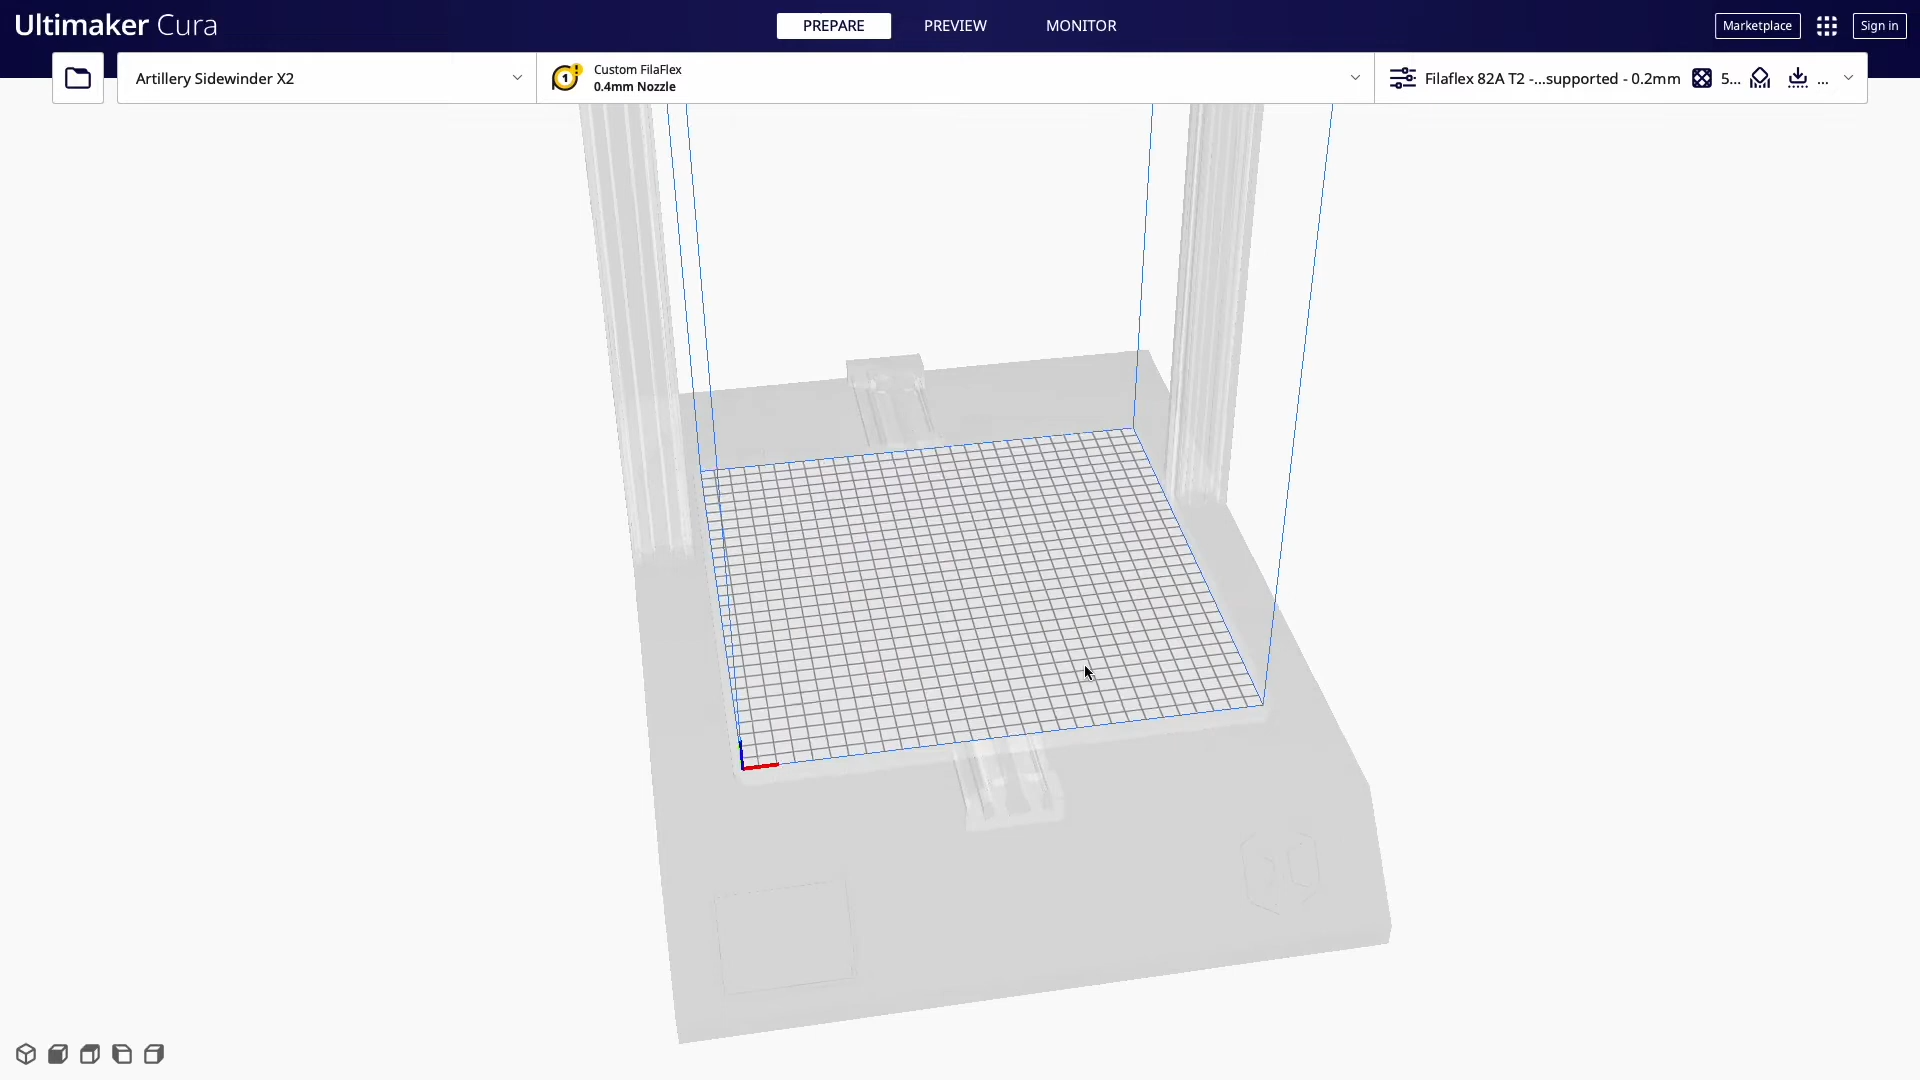 Ultimaker Cura
PREPARE
PREVIEW
MONITOR
Marketplace
Sign in
Artillery Sidewinder X2
1
Custom FilaFlex
0.4mm Nozzle
Filaflex 82A T2 -...supported - 0.2mm
5...
...